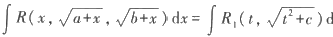 ∫ R( x , √a+x , √b+x ) dx = ∫ R₁ ( t , √t²+c ) d